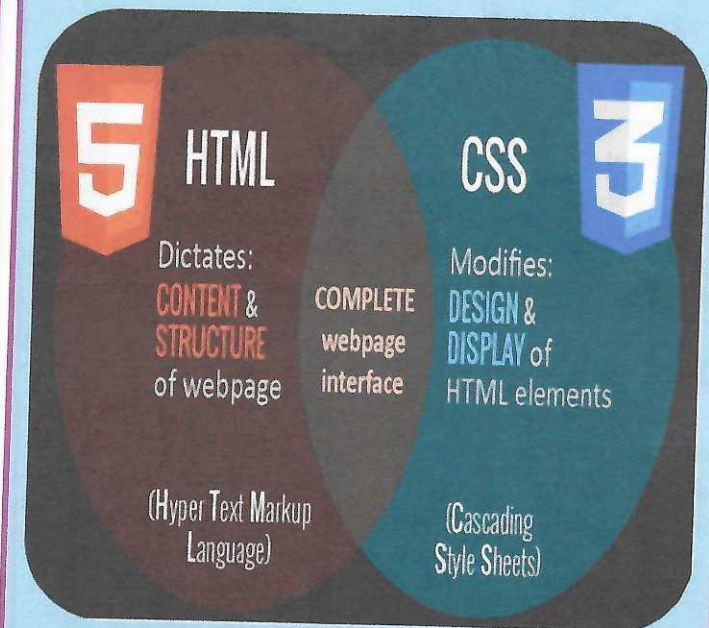 5
HTML
Dictates:
CONTENT &
STRUCTURE
of webpage
(Hyper Text Markup
Language)
COMPLETE
webpage
interface
CSS
3
Modifies:
DESIGN &
DISPLAY of
HTML elements
(Cascading
Style Sheets)